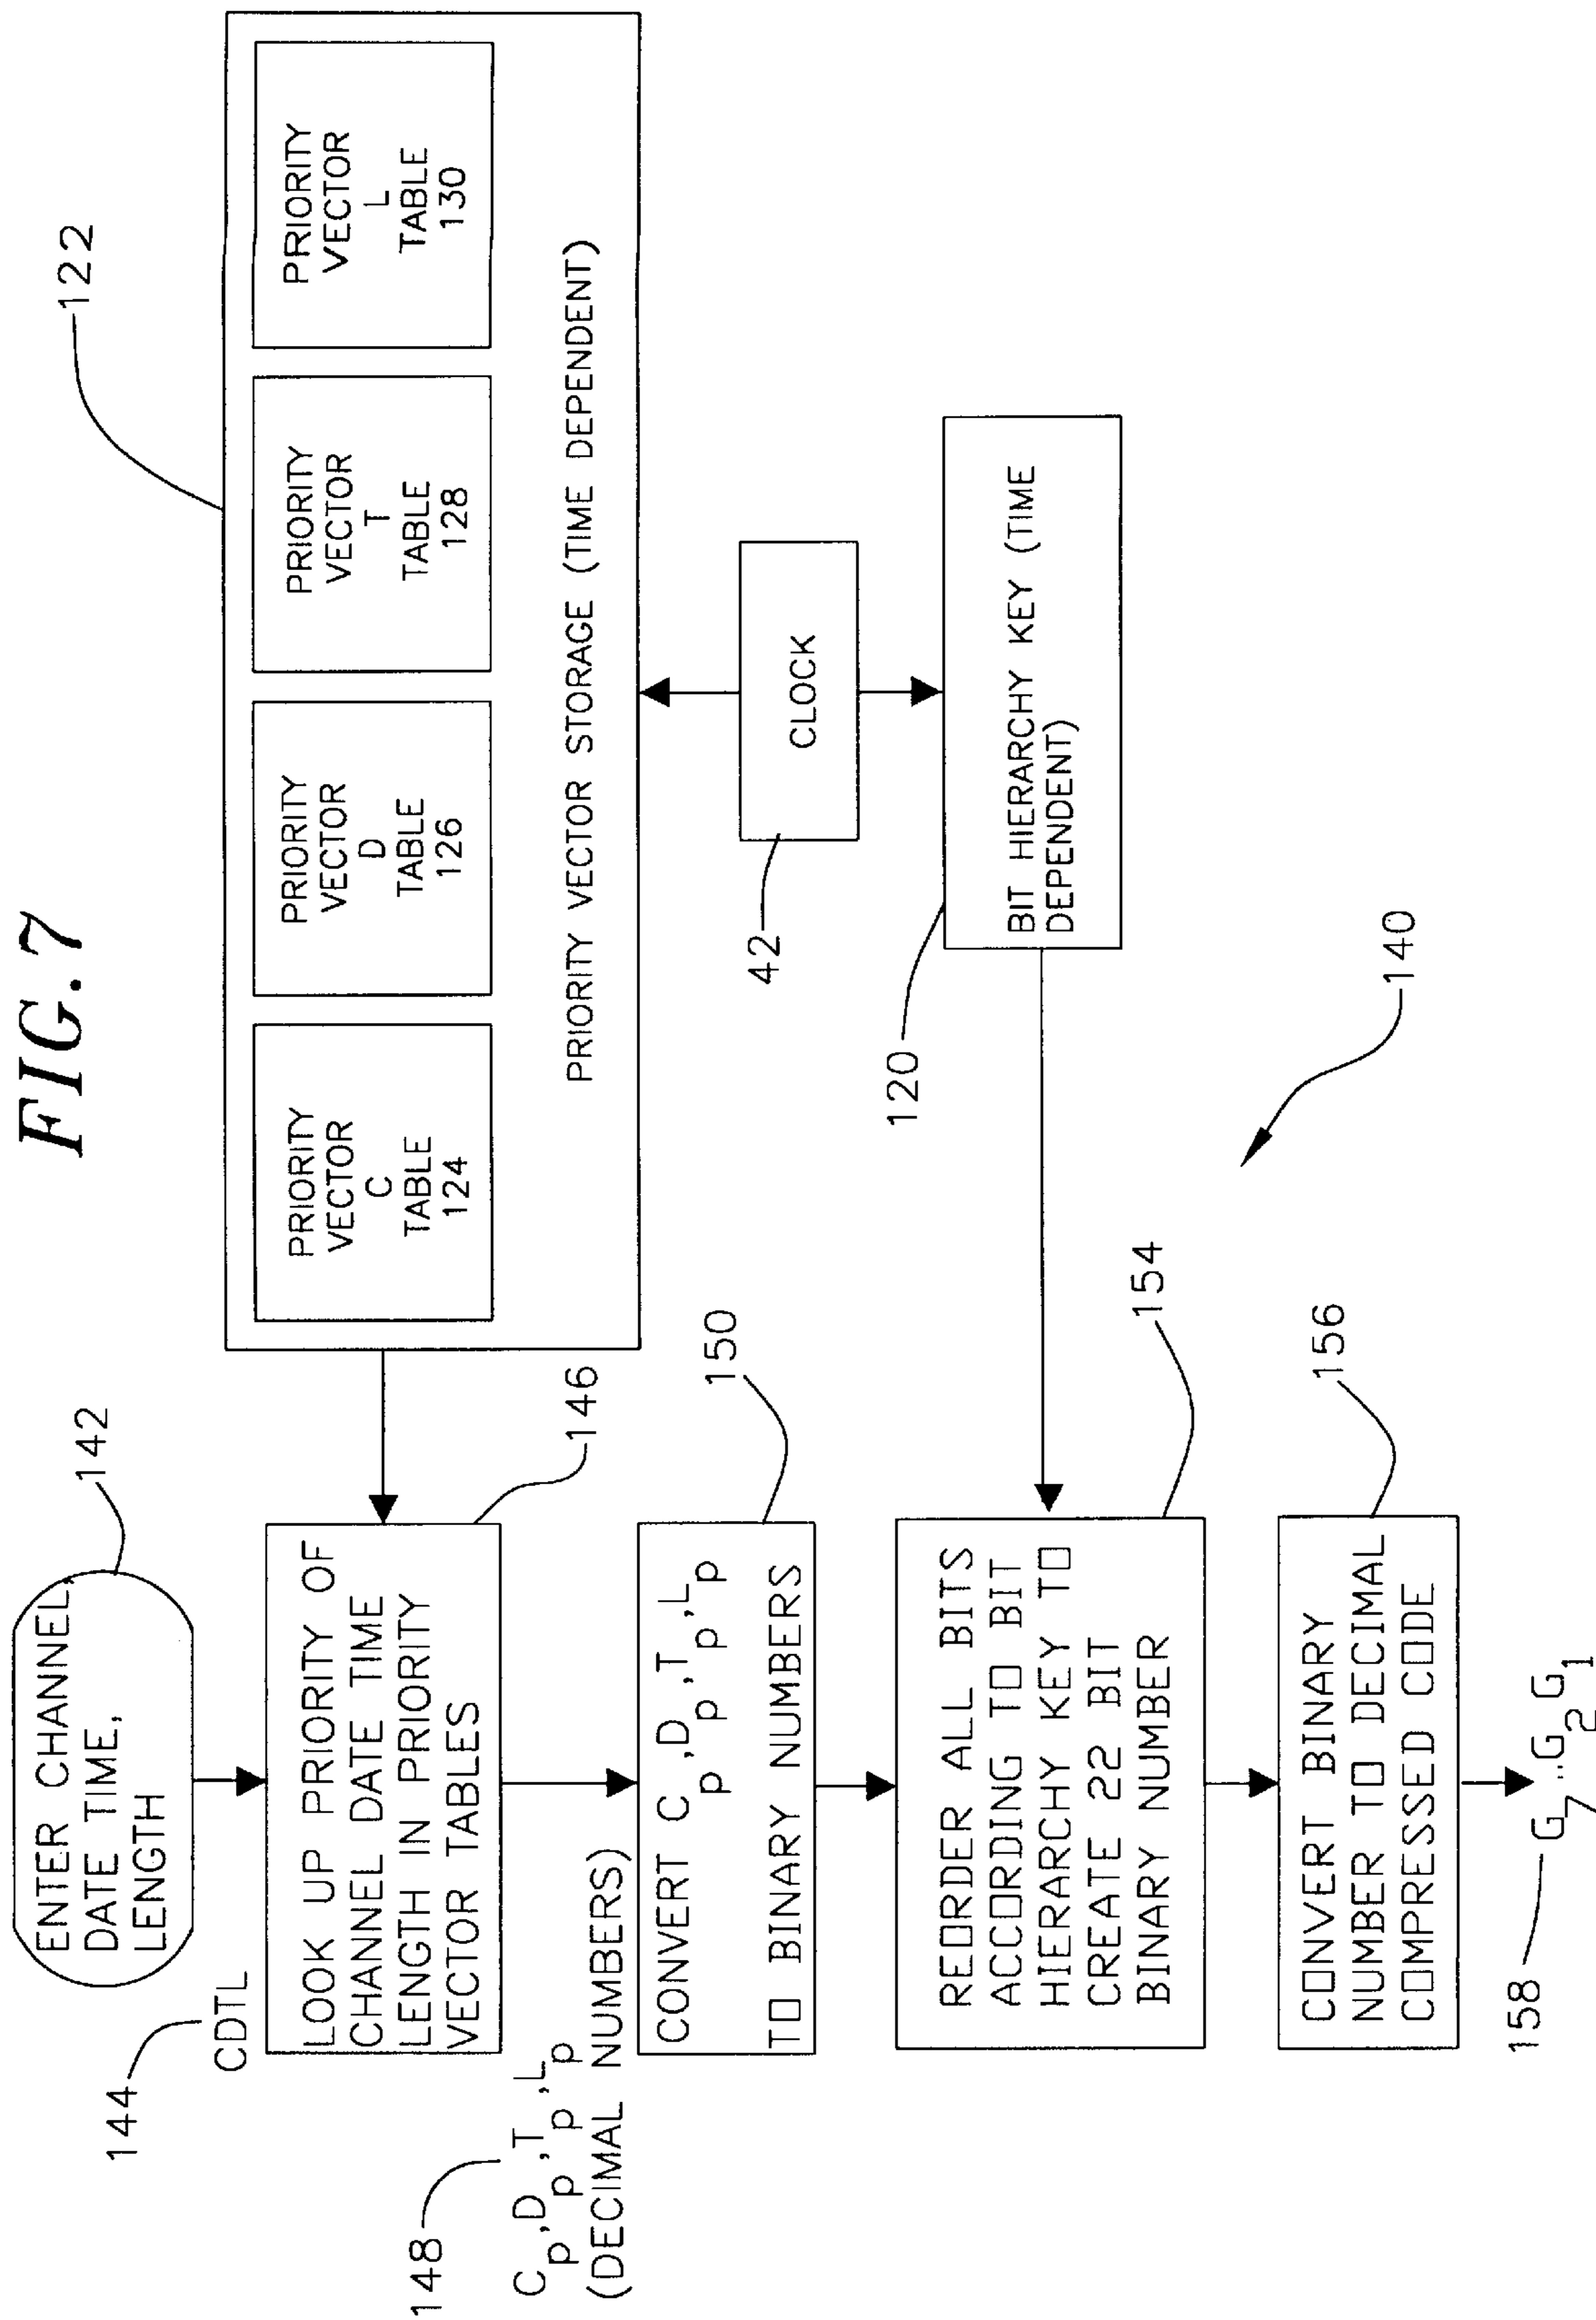 FIG.7
ENTER CHANNEL,
DATE TIME,
LENGTH
142
144
CDTL
LOOK UP PRIORITY OF
CHANNEL DATE TIME
LENGTH IN PRIORITY
VECTOR TABLES
146
148
Cp,Dp,Tp,Lp
(DECIMAL NUMBERS)
CONVERT Cp,Dp,Tp,Lp
TO BINARY NUMBERS
150
REORDER ALL BITS
ACCORDING TO BIT
HIERARCHY KEY TO
CREATE 22 BIT
BINARY NUMBER
154
CONVERT BINARY
NUMBER TO DECIMAL
COMPRESSED CODE
156
158
G7...G2 G1
122
PRIORITY
VECTOR
C
TABLE
124
PRIORITY
VECTOR
D
TABLE
126
PRIORITY
VECTOR
T
TABLE
128
PRIORITY
VECTOR
L
TABLE
130
PRIORITY VECTOR STORAGE (TIME DEPENDENT)
CLOCK
42
120
BIT HIERARCHY KEY (TIME
DEPENDENT)
140